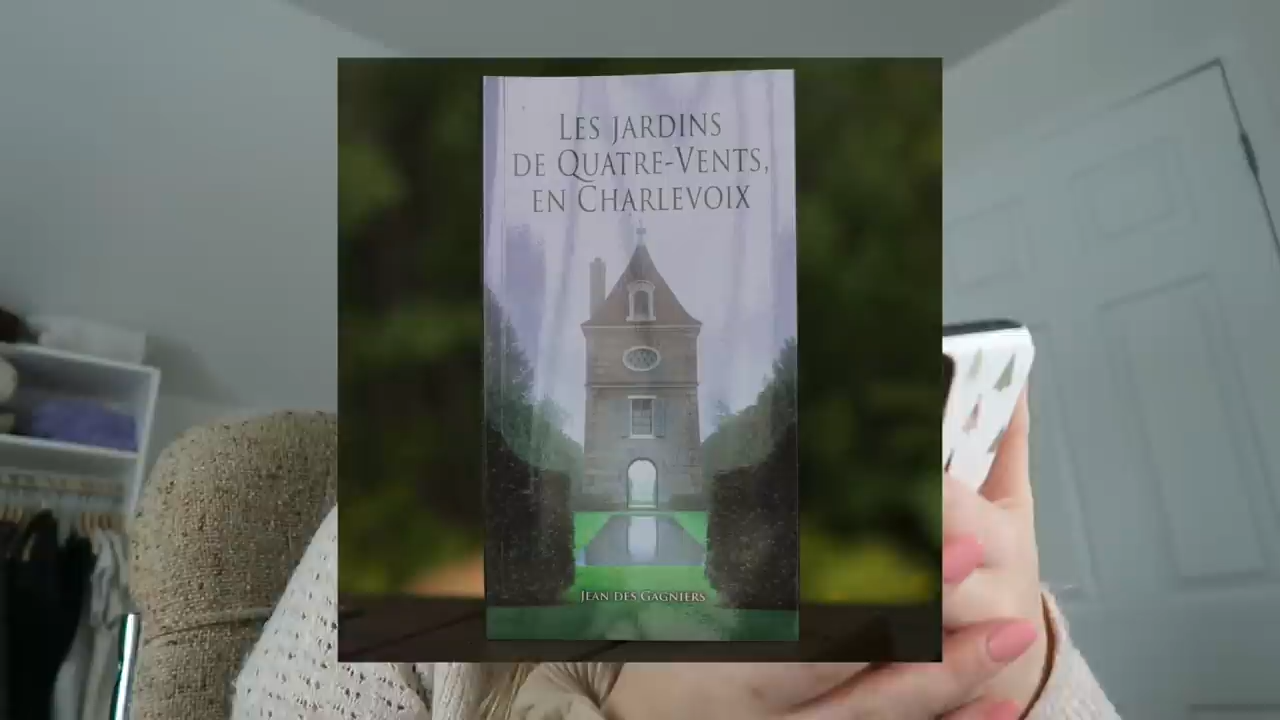 LES JARDINS
DE QUATRE-VENTS,
EN CHARLEVOIX
JEAN DES GAGNIERS